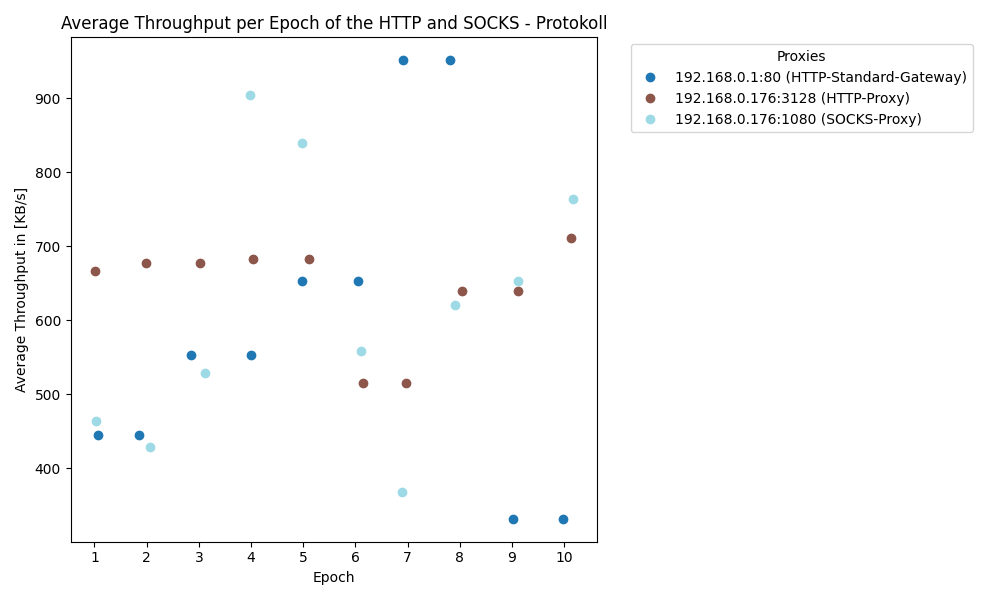 Average Throughput per Epoch of the HTTP and SOCKS - Protokoll
Proxies
192.168.0.1:80 (HTTP-Standard-Gateway)
192.168.0.176:3128 (HTTP-Proxy)
192.168.0.176:1080 (SOCKS-Proxy)
Average Throughput in [KB/s]
900
800
700
600
500
400
1 2 3 4 5 6 7 8 9 10
Epoch